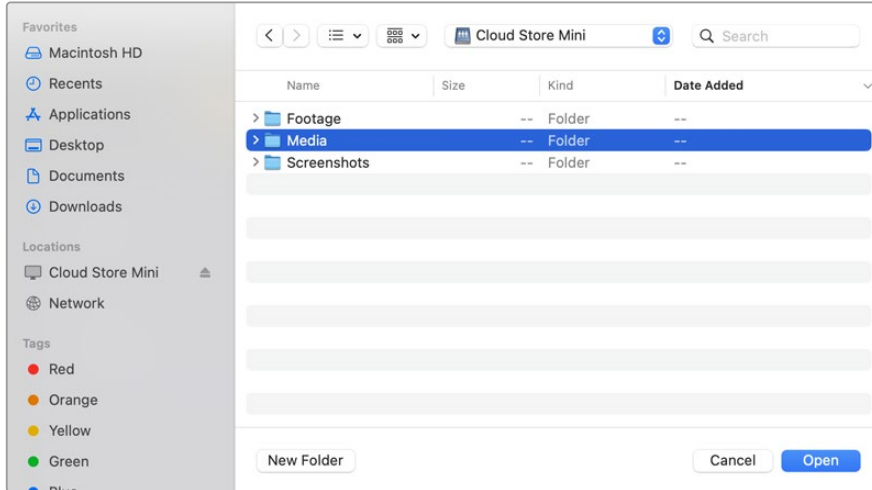 Favorites
Macintosh HD
Recents
Applications
Desktop
Documents
Downloads
Locations
Cloud Store Mini
Network
Tags
Red
Orange
Yellow
Green
Blue
Cloud Store Mini
Search
Name Size Kind Date Added
Footage -- Folder --
Media -- Folder --
Screenshots -- Folder --
New Folder Cancel Open